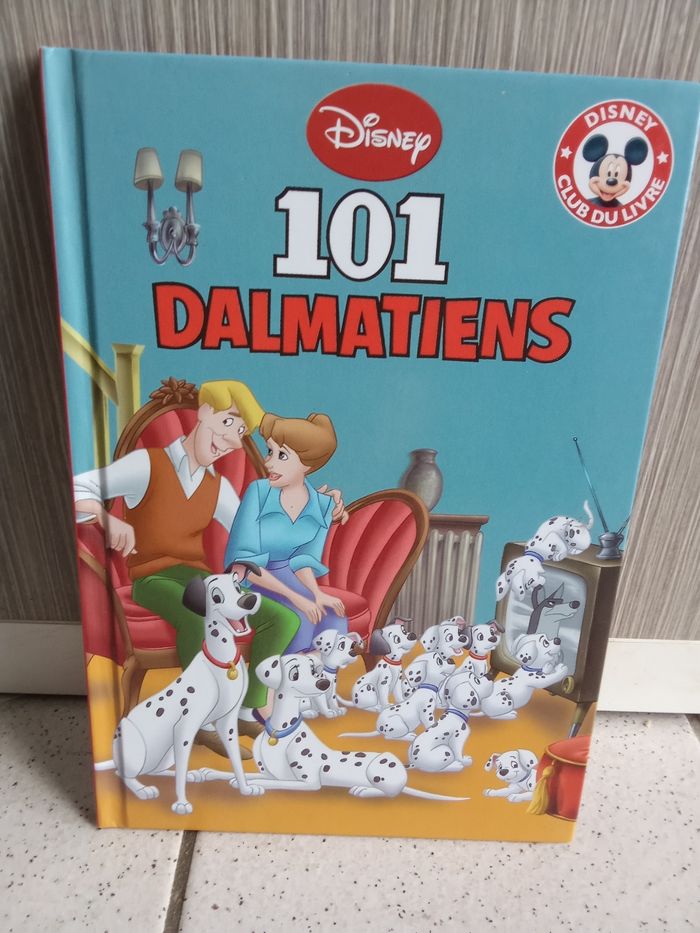 Disney
DISNEY
CLUB DU LIVRE
101
DALMATIENS